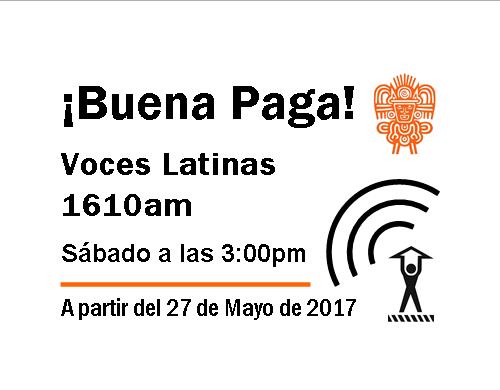 ¡Buena Paga!
Voces Latinas
1610am
Sábado a las 3:00pm
A partir del 27 de Mayo de 2017